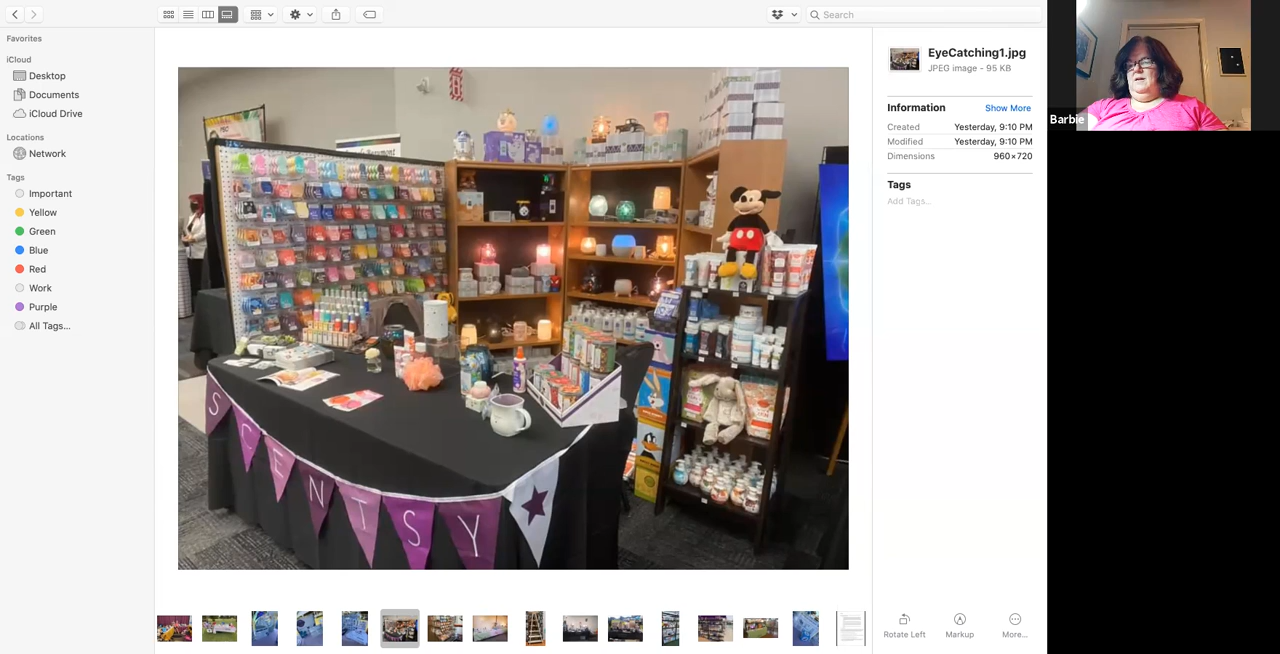 Search
Favorites
iCloud
Desktop
Documents
iCloud Drive
Locations
Network
Tags
Important
Yellow
Green
Blue
Red
Work
Purple
All Tags...
SCENTSY
EyeCatching1.jpg
JPEG image - 95 KB
Information Show More
Created Yesterday, 9:10 PM
Modified Yesterday, 9:10 PM
Dimensions 960×720
Tags
Add Tags...
Rotate Left
Markup
More...
Barbie